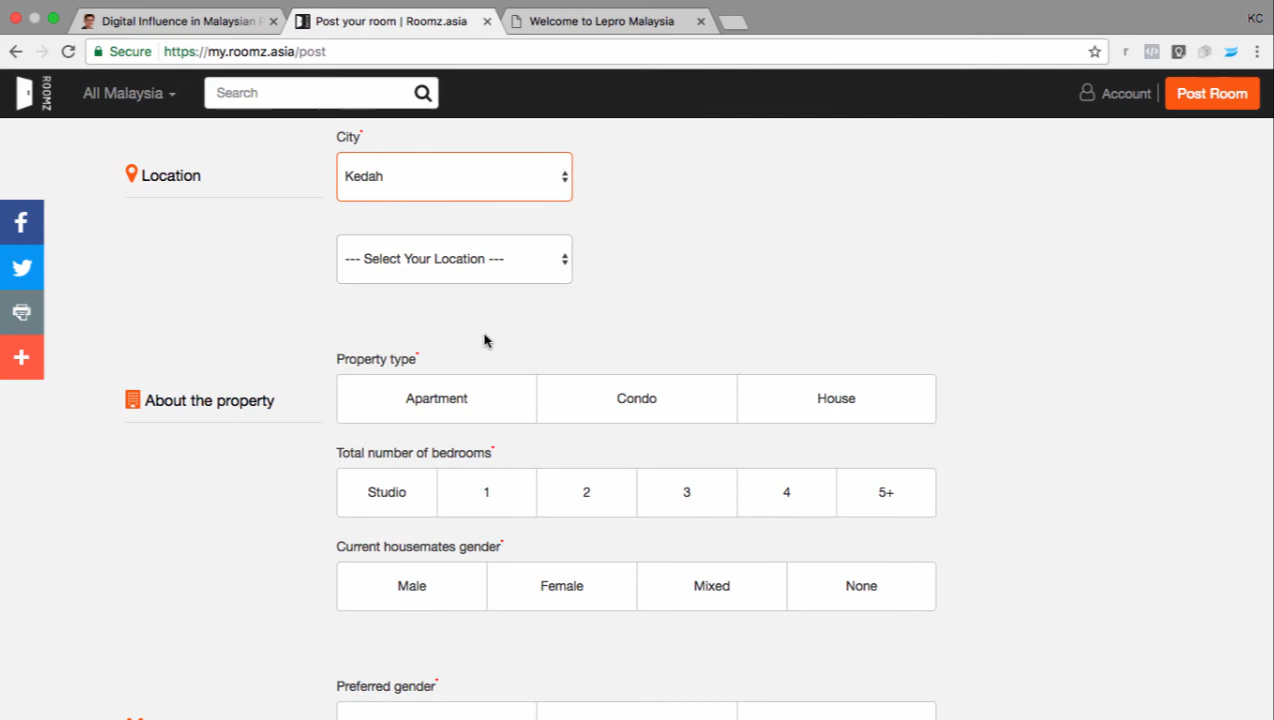 Digital Influence in Malaysian P
Post your room | Roomz.asia
Welcome to Lepro Malaysia
KC
Secure
https://my.roomz.asia/post
r
ROOMZ
All Malaysia
Search
Account
Post Room
City*
Location
Kedah
--- Select Your Location ---
Property type*
About the property
Apartment
Condo
House
Total number of bedrooms*
Studio
1
2
3
4
5+
Current housemates gender*
Male
Female
Mixed
None
Preferred gender*